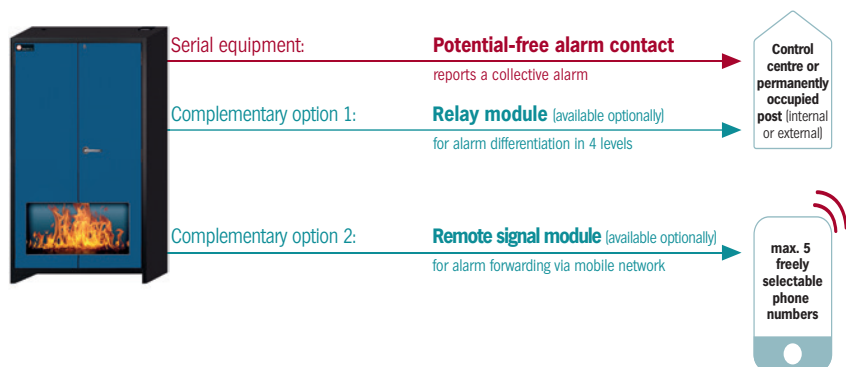 Serial equipment:
Potential-free alarm contact
reports a collective alarm
Complementary option 1:
Relay module (available optionally)
for alarm differentiation in 4 levels
Control
centre or
permanently
occupied
post (internal
or external)
Complementary option 2:
Remote signal module (available optionally)
for alarm forwarding via mobile network
max. 5
freely
selectable
phone
numbers